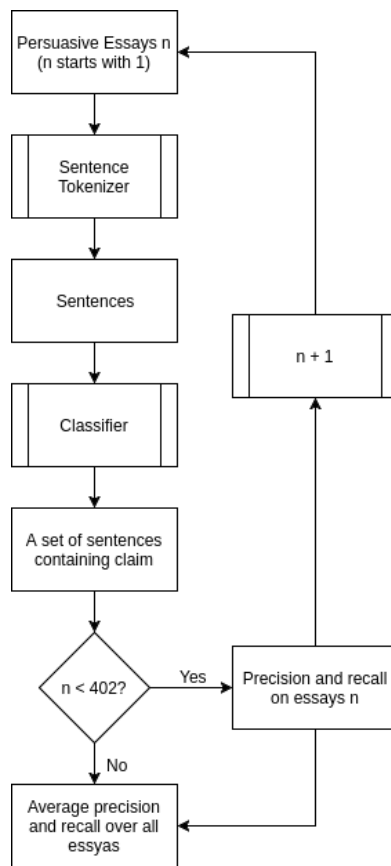 Persuasive Essays n
(n starts with 1)
Sentence
Tokenizer
Sentences
n + 1
Classifier
A set of sentences
containing claim
n < 402?
Yes
Precision and recall
on essays n
No
Average precision
and recall over all
essyas